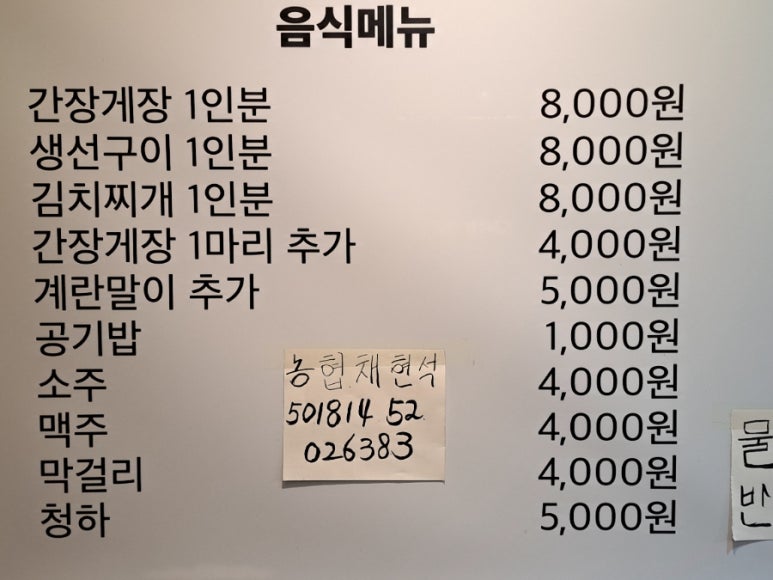 음식메뉴
간장게장 1인분 8,000원
생선구이 1인분 8,000원
김치찌개 1인분 8,000원
간장게장 1마리 추가 4,000원
계란말이 추가 5,000원
공기밥 1,000원
소주 4,000원
맥주 4,000원
막걸리 4,000원
청하 5,000원
농협 채현석
501814 52
026383
물
반